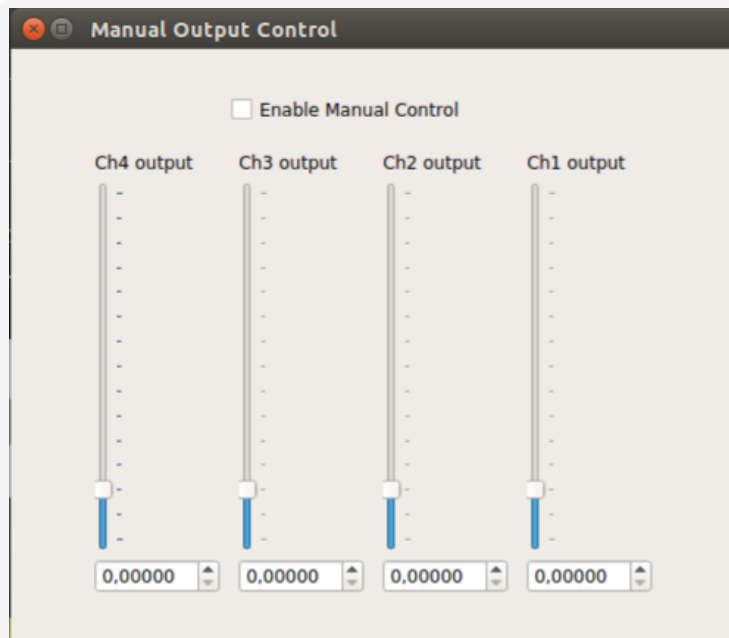 Manual Output Control
Enable Manual Control
Ch4 output Ch3 output Ch2 output Ch1 output
0,00000 0,00000 0,00000 0,00000